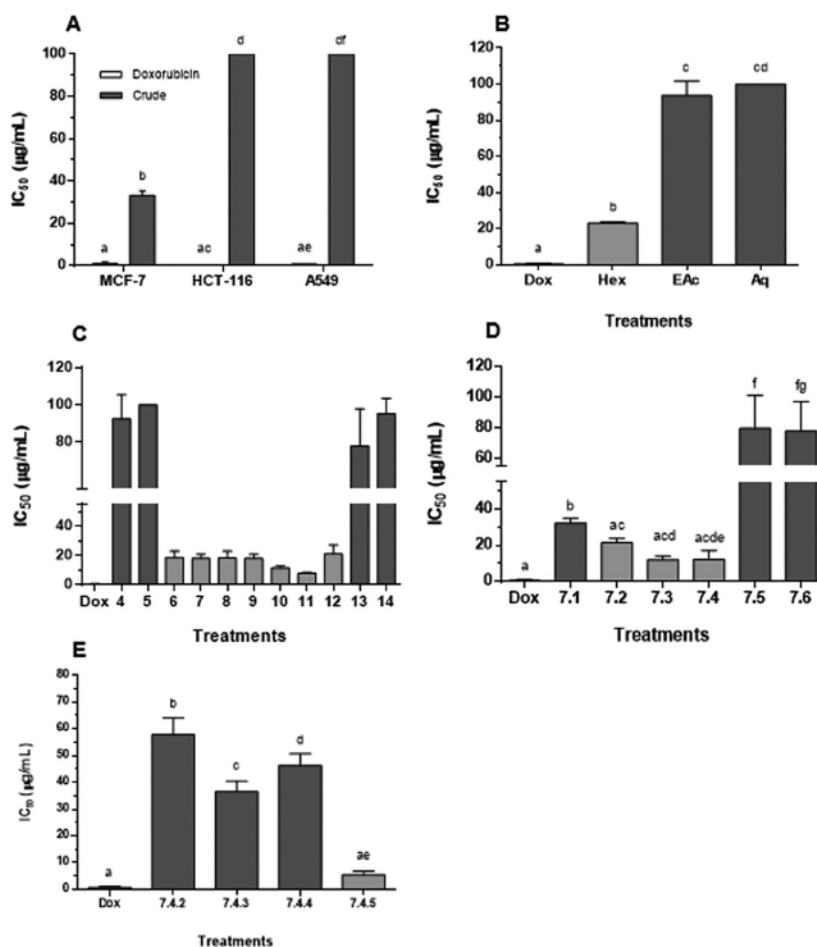 A
d
df
100
80
60
40
20
0
IC50 (µg/mL)
Doxorubicin
Crude
a
b
ac
ae
MCF-7
HCT-116
A549
B
120
100
80
60
40
20
0
IC50 (µg/mL)
a
b
c
cd
Dox
Hex
EAc
Aq
Treatments
C
120
100
80
40
20
0
IC50 (µg/mL)
Dox 4 5 6 7 8 9 10 11 12 13 14
Treatments
D
120
100
80
60
40
20
0
IC50 (µg/mL)
a
b
ac
acd
acde
f
fg
Dox 7.1 7.2 7.3 7.4 7.5 7.6
Treatments
E
80
70
60
50
40
30
20
10
0
IC50 (µg/mL)
a
b
c
d
ae
Dox 7.4.2 7.4.3 7.4.4 7.4.5
Treatments